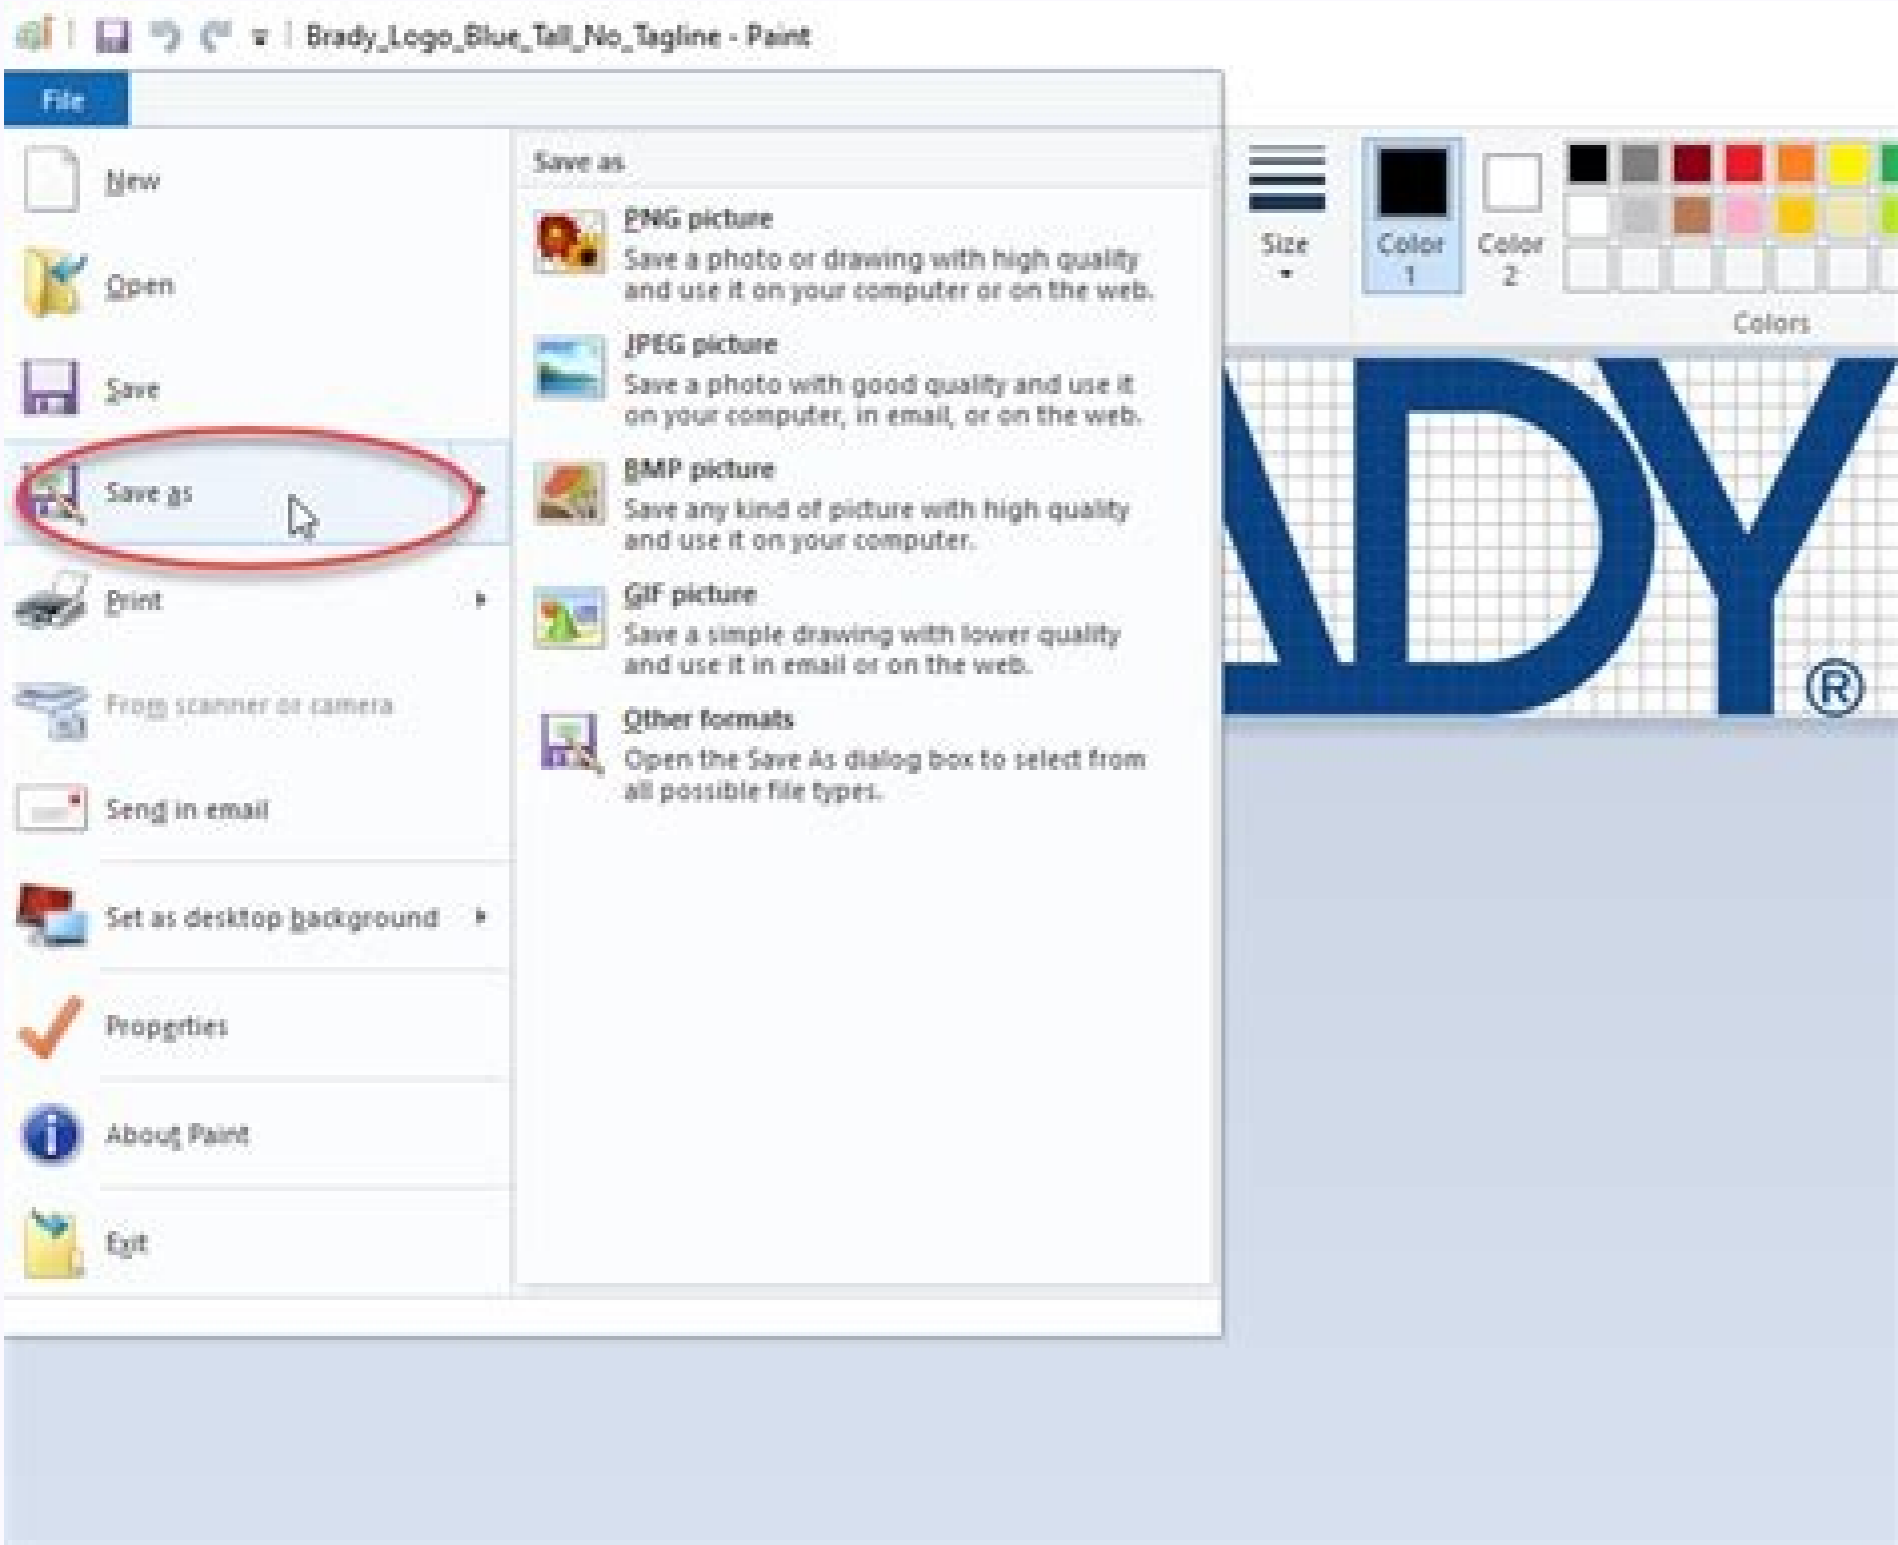 Brady_Logo_Blue_Tall_No_Tagline - Paint
File
New
Open
Save
Save as
Print
From scanner or camera
Send in email
Set as desktop background
Properties
About Paint
Exit
Save as
PNG picture
Save a photo or drawing with high quality
and use it on your computer or on the web.
JPEG picture
Save a photo with good quality and use it
on your computer, in email, or on the web.
BMP picture
Save any kind of picture with high quality
and use it on your computer.
GIF picture
Save a simple drawing with lower quality
and use it in email or on the web.
Other formats
Open the Save As dialog box to select from
all possible file types.
Size
Color
1
Color
2
Colors
ADY®